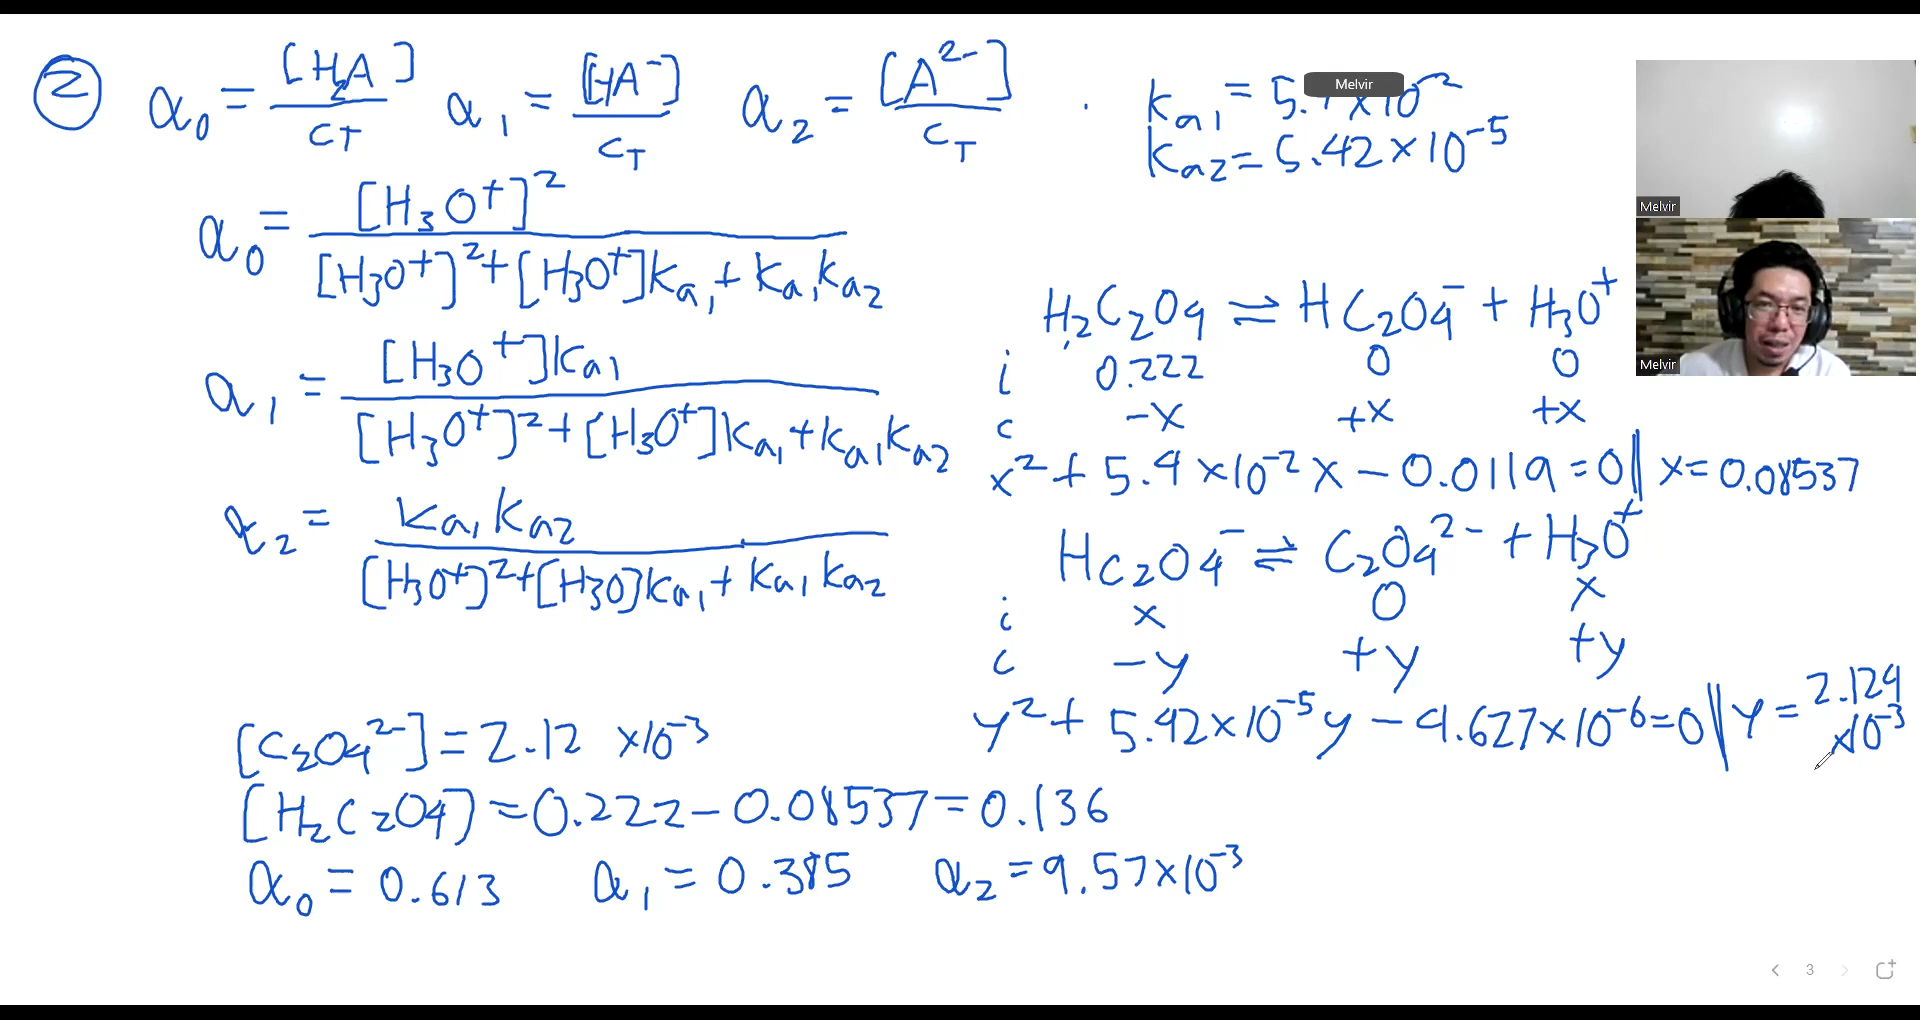 ② α₀ = [H₂A] / C_T   α₁ = [HA⁻] / C_T   α₂ = [A²⁻] / C_T   .
Melvir
Ka₁ = 5. ×10⁻²
Ka₂ = 5.42×10⁻⁵
α₀ = [H₃O⁺]² / [H₃O⁺]²+[H₃O⁺]Ka₁+Ka₁Ka₂
α₁ = [H₃O⁺]Ka₁ / [H₃O⁺]²+[H₃O⁺]Ka₁+Ka₁Ka₂
α₂ = Ka₁Ka₂ / [H₃O⁺]²+[H₃O]Ka₁+Ka₁Ka₂
H₂C₂O₄ ⇌ HC₂O₄⁻ + H₃O⁺
i 0.222 0 0
c -x +x +x
x² + 5.4×10⁻²x - 0.0119 = 0 || x = 0.08537
HC₂O₄⁻ ⇌ C₂O₄²⁻ + H₃O⁺
i x 0 x
c -y +y +y
y² + 5.42×10⁻⁵y - 4.627×10⁻⁶ = 0 || y = 2.124 ×10⁻³
[C₂O₄²⁻] = 2.12 ×10⁻³
[H₂C₂O₄] = 0.222 - 0.08537 = 0.136
α₀ = 0.613   α₁ = 0.385   α₂ = 9.57×10⁻³
Melvir
Melvir
3